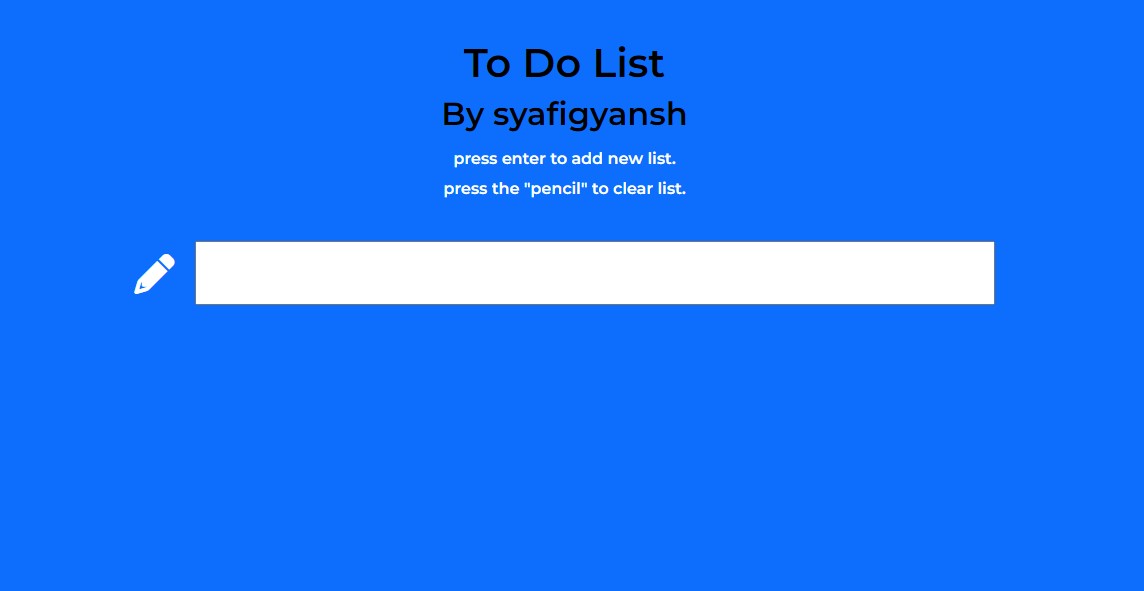 To Do List
By syafigyansh
press enter to add new list.
press the "pencil" to clear list.